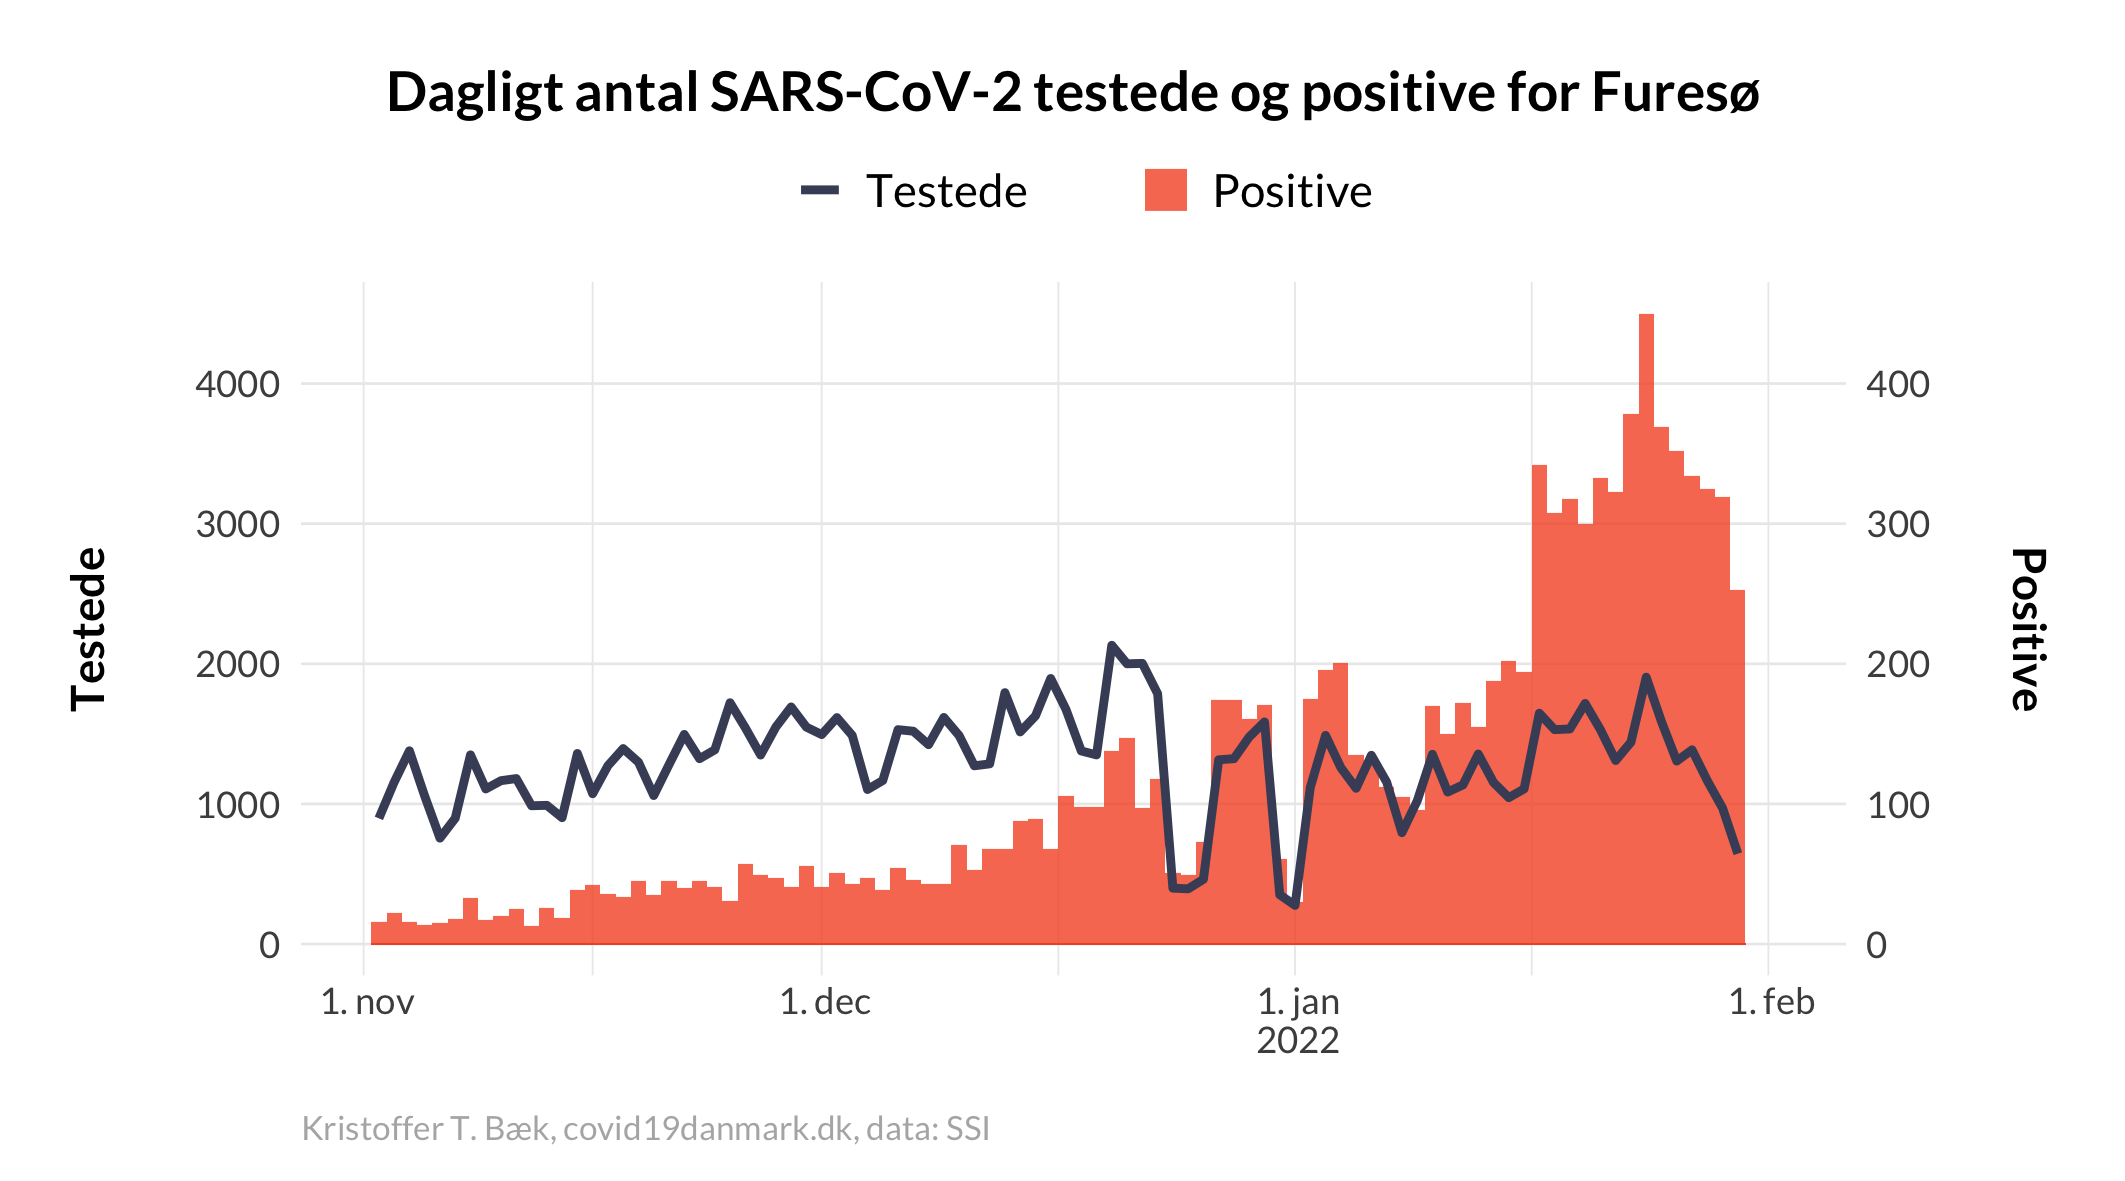 Dagligt antal SARS-CoV-2 testede og positive for Furesø
Testede Positive
4000 400
3000 300
2000 200
1000 100
0 0
Testede
Positive
1. nov 1. dec 1. jan 1. feb
2022
Kristoffer T. Bæk, covid19danmark.dk, data: SSI